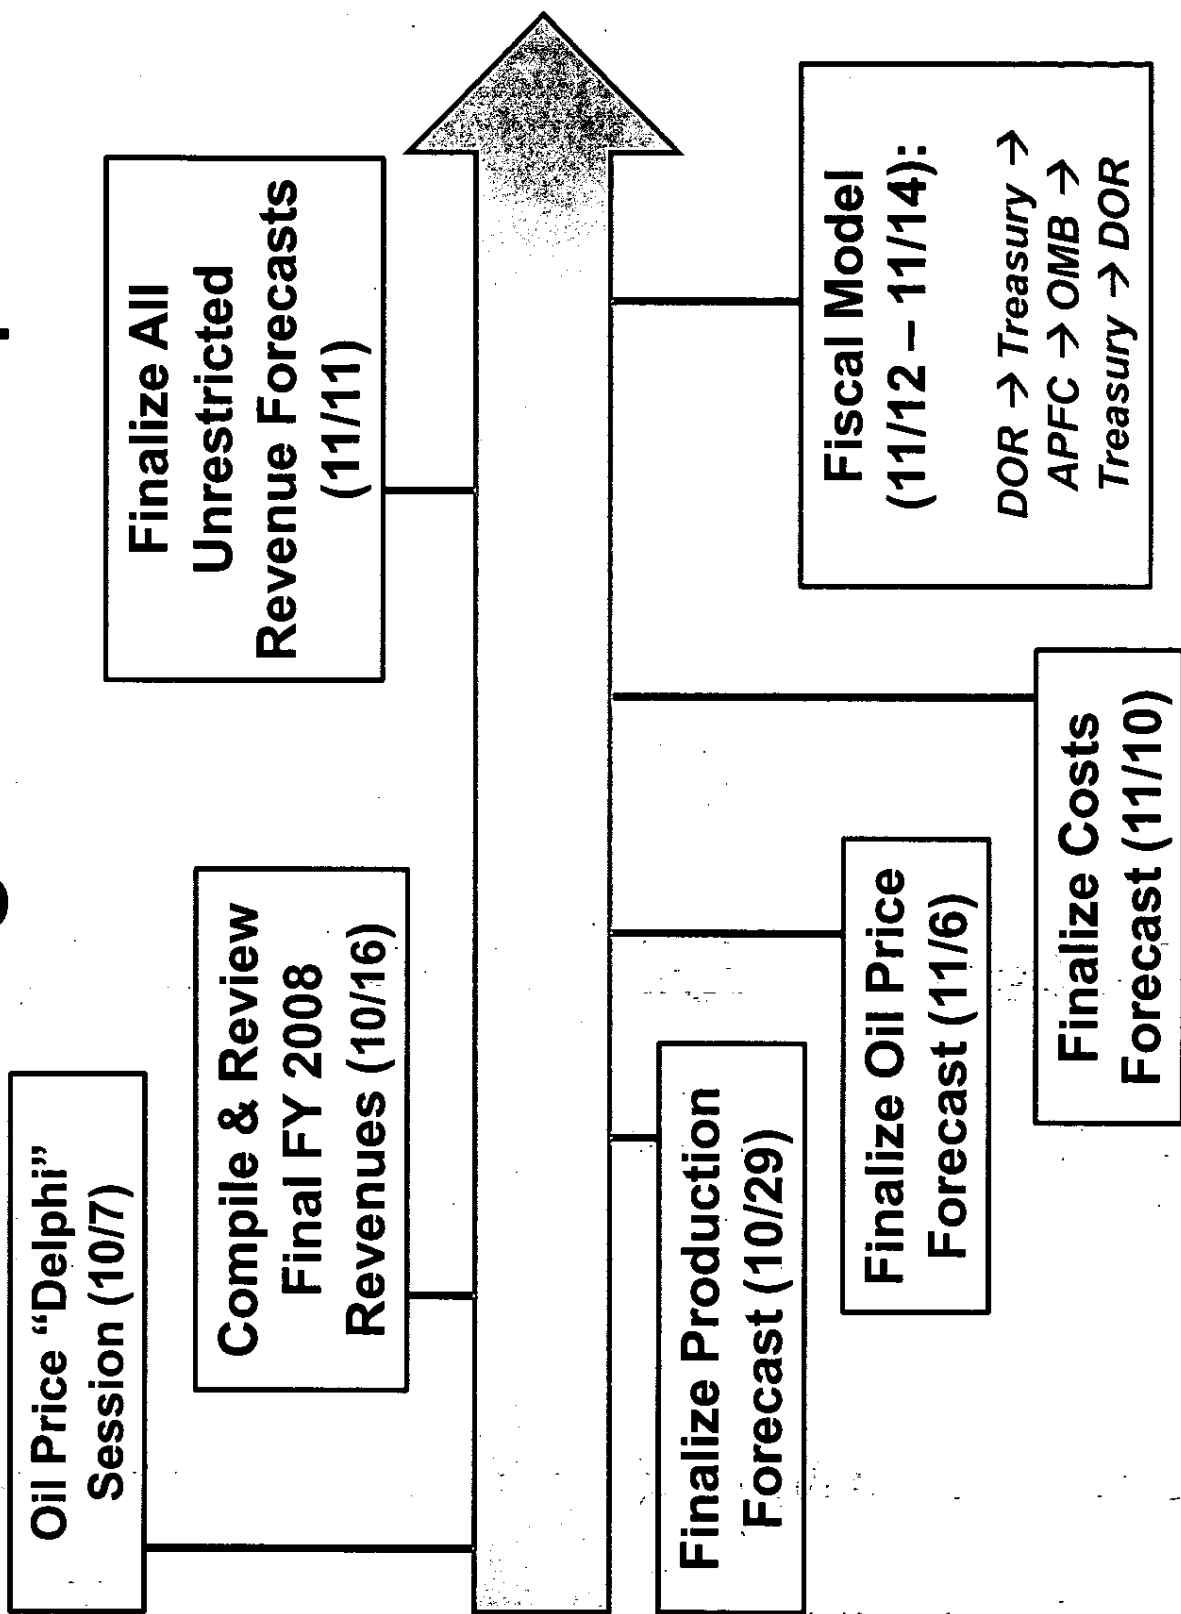 Oil Price “Delphi”
Session (10/7)
Compile & Review
Final FY 2008
Revenues (10/16)
Finalize All
Unrestricted
Revenue Forecasts
(11/11)
Finalize Production
Forecast (10/29)
Finalize Oil Price
Forecast (11/6)
Finalize Costs
Forecast (11/10)
Fiscal Model
(11/12 – 11/14):
DOR → Treasury →
APFC → OMB →
Treasury → DOR